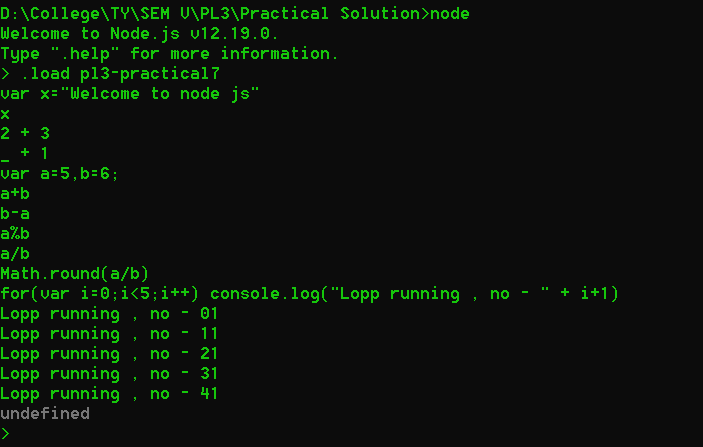 D:\College\TY\SEM V\PL3\Practical Solution>node
Welcome to Node.js v12.19.0.
Type ".help" for more information.
> .load pl3-practical7
var x="Welcome to node js"
x
2 + 3
_ + 1
var a=5,b=6;
a+b
b-a
a%b
a/b
Math.round(a/b)
for(var i=0;i<5;i++) console.log("Lopp running , no - " + i+1)
Lopp running , no - 01
Lopp running , no - 11
Lopp running , no - 21
Lopp running , no - 31
Lopp running , no - 41
undefined
>